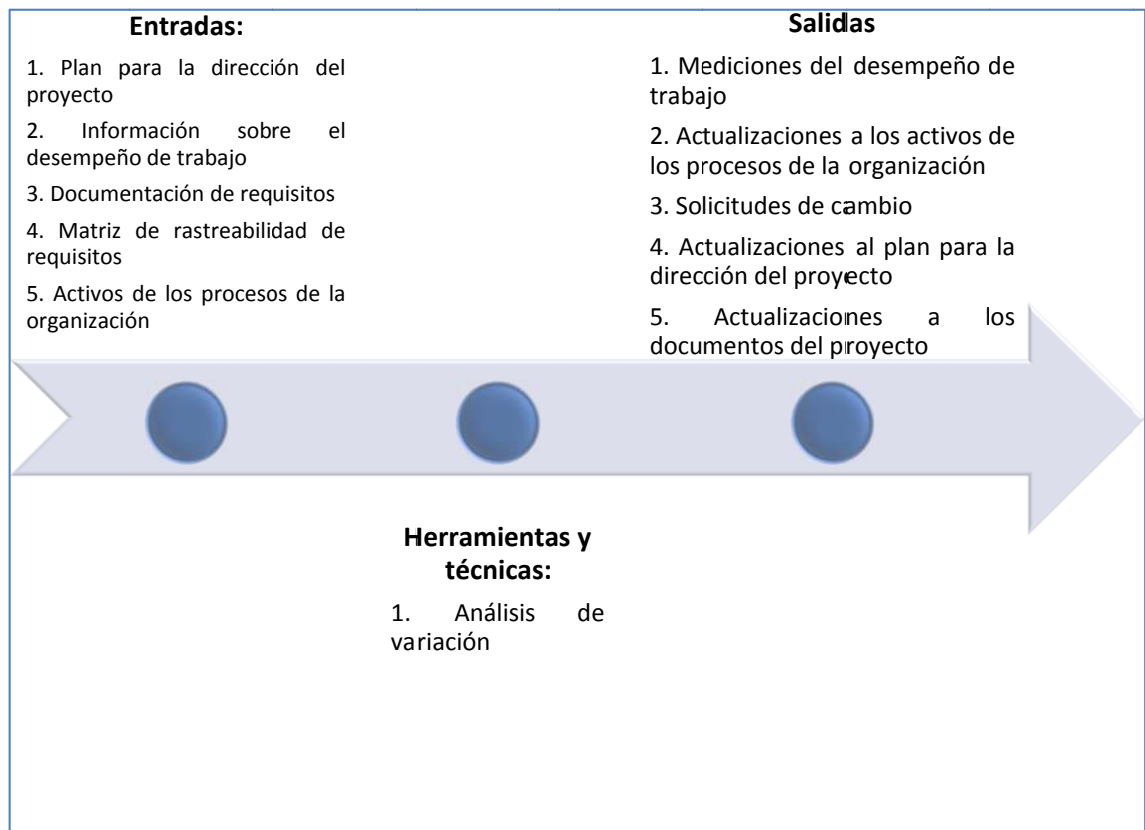 Entradas:
1. Plan para la dirección del
proyecto
2. Información sobre el
desempeño de trabajo
3. Documentación de requisitos
4. Matriz de rastreabilidad de
requisitos
5. Activos de los procesos de la
organización
Salidas
1. Mediciones del desempeño de
trabajo
2. Actualizaciones a los activos de
los procesos de la organización
3. Solicitudes de cambio
4. Actualizaciones al plan para la
dirección del proyecto
5. Actualizaciones a los
documentos del proyecto
Herramientas y
técnicas:
1. Análisis de
variación